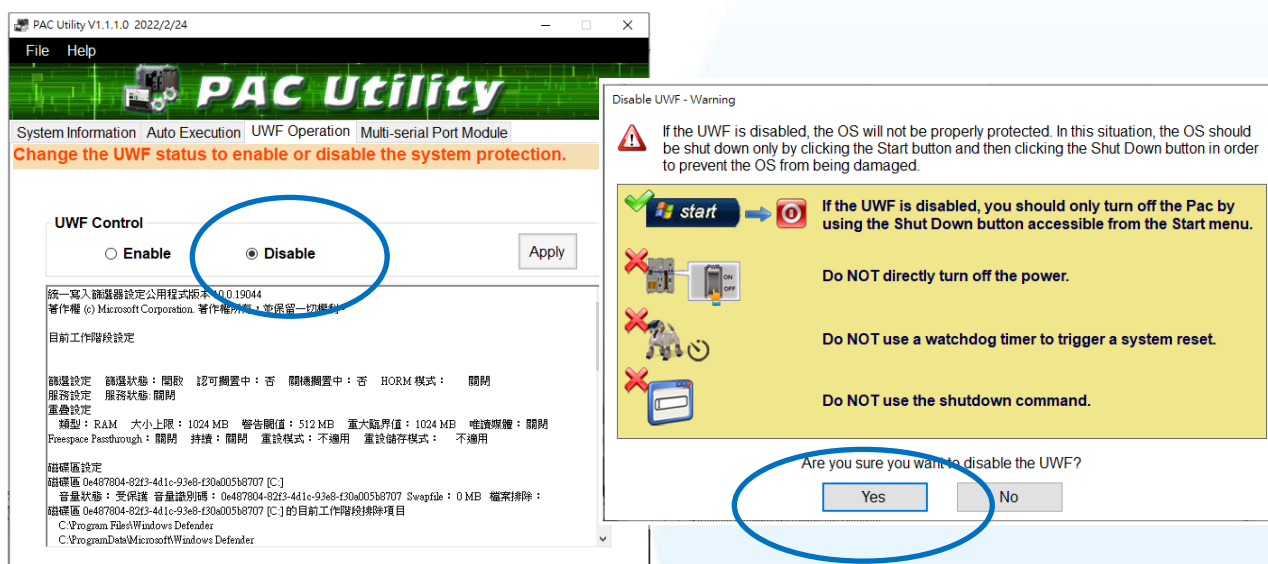 PAC Utility V1.1.1.0 2022/2/24
File Help
PAC Utility
System Information Auto Execution UWF Operation Multi-serial Port Module
Change the UWF status to enable or disable the system protection.
UWF Control
Enable Disable Apply
統一寫入篩選器設定公用程式版本 10.0.19044
著作權 (c) Microsoft Corporation. 著作權所有，並保留一切權利。
目前工作階段設定
篩選設定 篩選狀態：開啟 認可擱置中：否 關機擱置中：否 HORM 模式： 關閉
服務設定 服務狀態: 關閉
重疊設定
類型：RAM 大小上限：1024 MB 警告閾值：512 MB 重大臨界值：1024 MB 唯讀媒體：關閉
Freespace Passthrough：關閉 持續：關閉 重設模式：不適用 重設儲存模式： 不適用
磁碟區設定
磁碟區 0e487804-82f3-4d1c-93e8-f30a005b8707 [C:]
音量狀態：受保護 音量識別碼：0e487804-82f3-4d1c-93e8-f30a005b8707 Swapfile：0 MB 檔案排除：
磁碟區 0e487804-82f3-4d1c-93e8-f30a005b8707 [C:] 的目前工作階段排除項目
C:\Program Files\Windows Defender
C:\ProgramData\Microsoft\Windows Defender
Disable UWF - Warning
If the UWF is disabled, the OS will not be properly protected. In this situation, the OS should
be shut down only by clicking the Start button and then clicking the Shut Down button in order
to prevent the OS from being damaged.
start
If the UWF is disabled, you should only turn off the Pac by
using the Shut Down button accessible from the Start menu.
PWR
ON
OFF
Do NOT directly turn off the power.
Do NOT use a watchdog timer to trigger a system reset.
Do NOT use the shutdown command.
Are you sure you want to disable the UWF?
Yes No